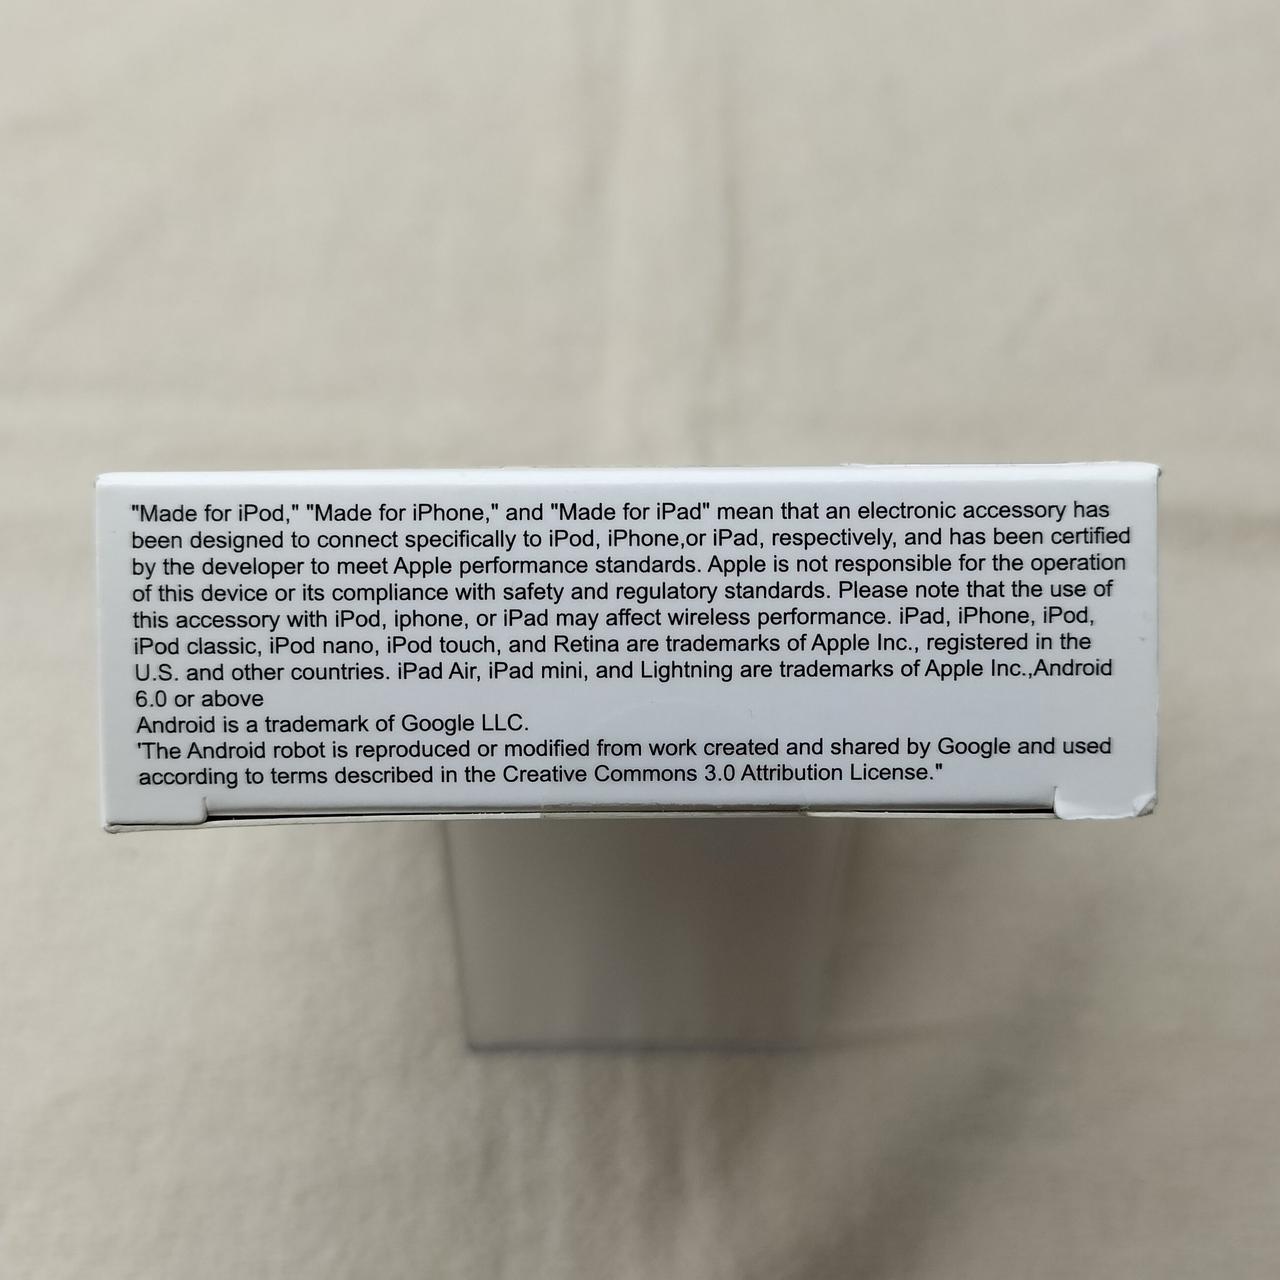 "Made for iPod," "Made for iPhone," and "Made for iPad" mean that an electronic accessory has
been designed to connect specifically to iPod, iPhone,or iPad, respectively, and has been certified
by the developer to meet Apple performance standards. Apple is not responsible for the operation
of this device or its compliance with safety and regulatory standards. Please note that the use of
this accessory with iPod, iphone, or iPad may affect wireless performance. iPad, iPhone, iPod,
iPod classic, iPod nano, iPod touch, and Retina are trademarks of Apple Inc., registered in the
U.S. and other countries. iPad Air, iPad mini, and Lightning are trademarks of Apple Inc.,Android
6.0 or above
Android is a trademark of Google LLC.
'The Android robot is reproduced or modified from work created and shared by Google and used
according to terms described in the Creative Commons 3.0 Attribution License."